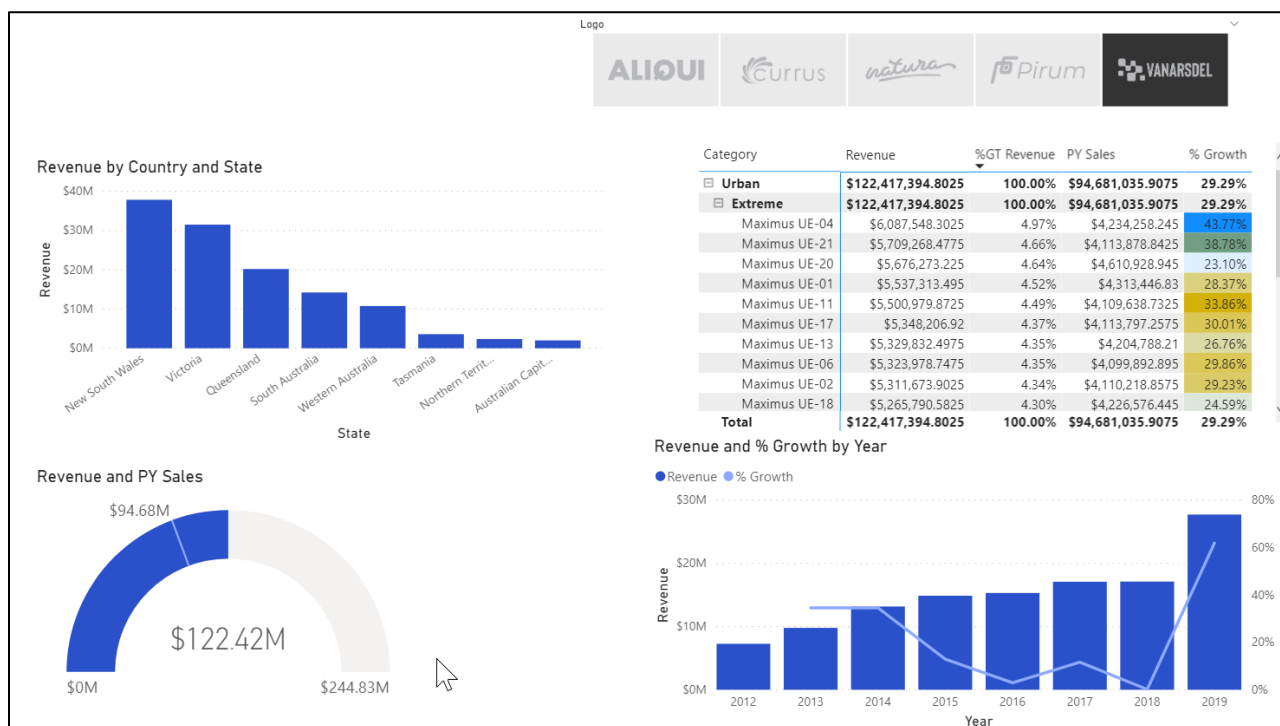 Logo
ALIQUI currus natura Pirum VANARSDEL
Revenue by Country and State
$40M
$30M
$20M
$10M
$0M
Revenue
New South Wales
Victoria
Queensland
South Australia
Western Australia
Tasmania
Northern Territ...
Australian Capit...
State
Category Revenue %GT Revenue PY Sales % Growth
Urban $122,417,394.8025 100.00% $94,681,035.9075 29.29%
Extreme $122,417,394.8025 100.00% $94,681,035.9075 29.29%
Maximus UE-04 $6,087,548.3025 4.97% $4,234,258.245 43.77%
Maximus UE-21 $5,709,268.4775 4.66% $4,113,878.8425 38.78%
Maximus UE-20 $5,676,273.225 4.64% $4,610,928.945 23.10%
Maximus UE-01 $5,537,313.495 4.52% $4,313,446.83 28.37%
Maximus UE-11 $5,500,979.8725 4.49% $4,109,638.7325 33.86%
Maximus UE-17 $5,348,206.92 4.37% $4,113,797.2575 30.01%
Maximus UE-13 $5,329,832.4975 4.35% $4,204,788.21 26.76%
Maximus UE-06 $5,323,978.7475 4.35% $4,099,892.895 29.86%
Maximus UE-02 $5,311,673.9025 4.34% $4,110,218.8575 29.23%
Maximus UE-18 $5,265,790.5825 4.30% $4,226,576.445 24.59%
Total $122,417,394.8025 100.00% $94,681,035.9075 29.29%
Revenue and PY Sales
$94.68M
$122.42M
$0M
$244.83M
Revenue and % Growth by Year
Revenue % Growth
$30M
$20M
$10M
$0M
Revenue
80%
60%
40%
20%
0%
2012 2013 2014 2015 2016 2017 2018 2019
Year